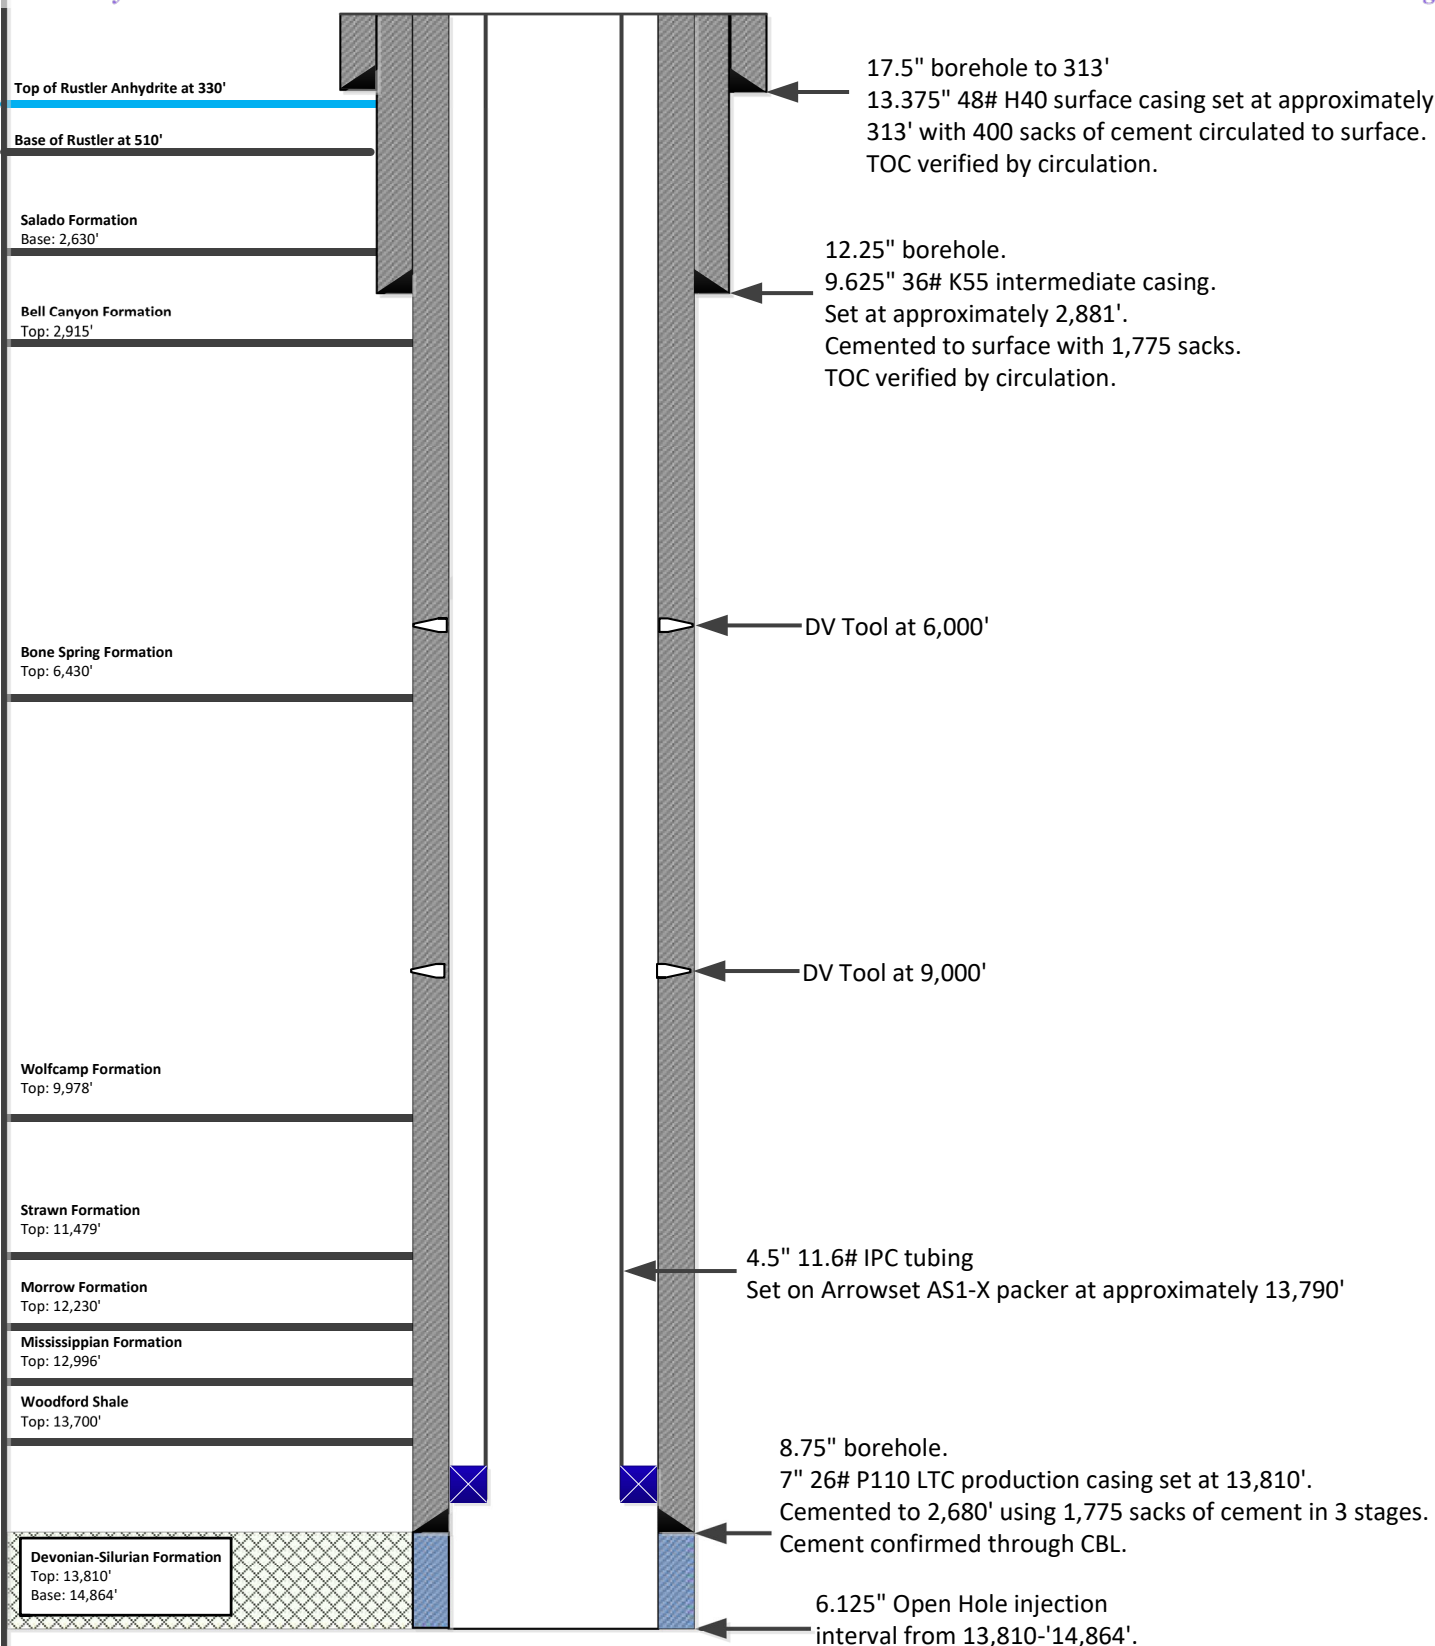 Top of Rustler Anhydrite at 330'
Base of Rustler at 510'
Salado Formation
Base: 2,630'
Bell Canyon Formation
Top: 2,915'
Bone Spring Formation
Top: 6,430'
Wolfcamp Formation
Top: 9,978'
Strawn Formation
Top: 11,479'
Morrow Formation
Top: 12,230'
Mississippian Formation
Top: 12,996'
Woodford Shale
Top: 13,700'
Devonian-Silurian Formation
Top: 13,810'
Base: 14,864'
17.5" borehole to 313'
13.375" 48# H40 surface casing set at approximately
313' with 400 sacks of cement circulated to surface.
TOC verified by circulation.
12.25" borehole.
9.625" 36# K55 intermediate casing.
Set at approximately 2,881'.
Cemented to surface with 1,775 sacks.
TOC verified by circulation.
DV Tool at 6,000'
DV Tool at 9,000'
4.5" 11.6# IPC tubing
Set on Arrowset AS1-X packer at approximately 13,790'
8.75" borehole.
7" 26# P110 LTC production casing set at 13,810'.
Cemented to 2,680' using 1,775 sacks of cement in 3 stages.
Cement confirmed through CBL.
6.125" Open Hole injection
interval from 13,810-'14,864'.